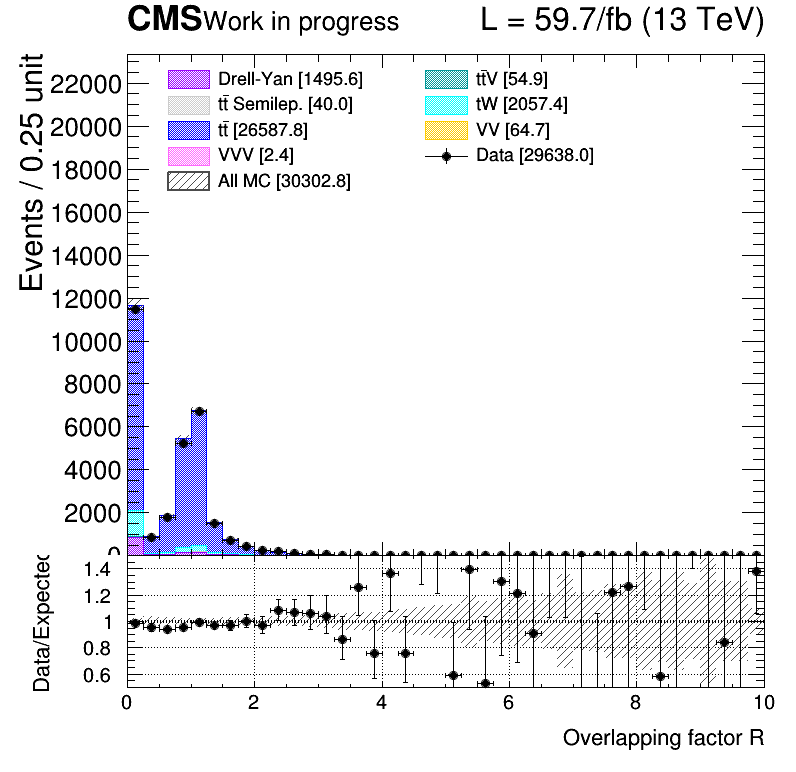 CMS Work in progress L = 59.7/fb (13 TeV)
Events / 0.25 unit
22000
20000
18000
16000
14000
12000
10000
8000
6000
4000
2000
0
Drell-Yan [1495.6]
tt̄ Semilep. [40.0]
tt̄ [26587.8]
VVV [2.4]
All MC [30302.8]
tt̄V [54.9]
tW [2057.4]
VV [64.7]
Data [29638.0]
Data/Expected
1.4
1.2
1
0.8
0.6
0 2 4 6 8 10
Overlapping factor R